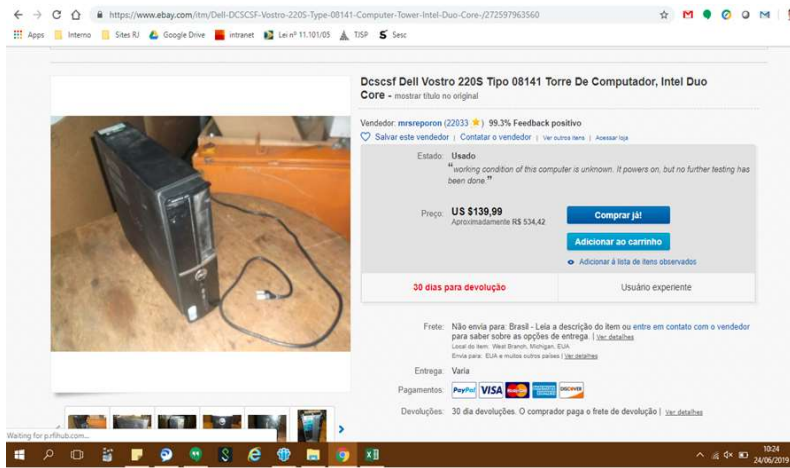 https://www.ebay.com/itm/Dell-DCSCSF-Vostro-220S-Type-08141-Computer-Tower-Intel-Duo-Core-/272597963560
Apps Interno Sites RJ Google Drive intranet Lei nº 11.101/05 TJSP Sesc
Dcscsf Dell Vostro 220S Tipo 08141 Torre De Computador, Intel Duo
Core - mostrar título no original
Vendedor: mrsreporon (22033) 99.3% Feedback positivo
Salvar este vendedor | Contatar o vendedor | Ver outros itens | Acessar loja
Estado: Usado
"working condition of this computer is unknown. It powers on, but no further testing has
been done."
Preço: US $139,99
Aproximadamente R$ 534,42
Comprar já!
Adicionar ao carrinho
Adicionar à lista de itens observados
30 dias para devolução Usuário experiente
Frete: Não envia para: Brasil - Leia a descrição do item ou entre em contato com o vendedor
para saber sobre as opções de entrega. | Ver detalhes
Local do item: West Branch, Michigan, EUA
Envia para: EUA e muitos outros países | Ver detalhes
Entrega: Varia
Pagamentos: PayPal VISA DISCOVER
Devoluções: 30 dia devoluções. O comprador paga o frete de devolução | Ver detalhes
Waiting for p.rfihub.com...
10:24
24/06/2019